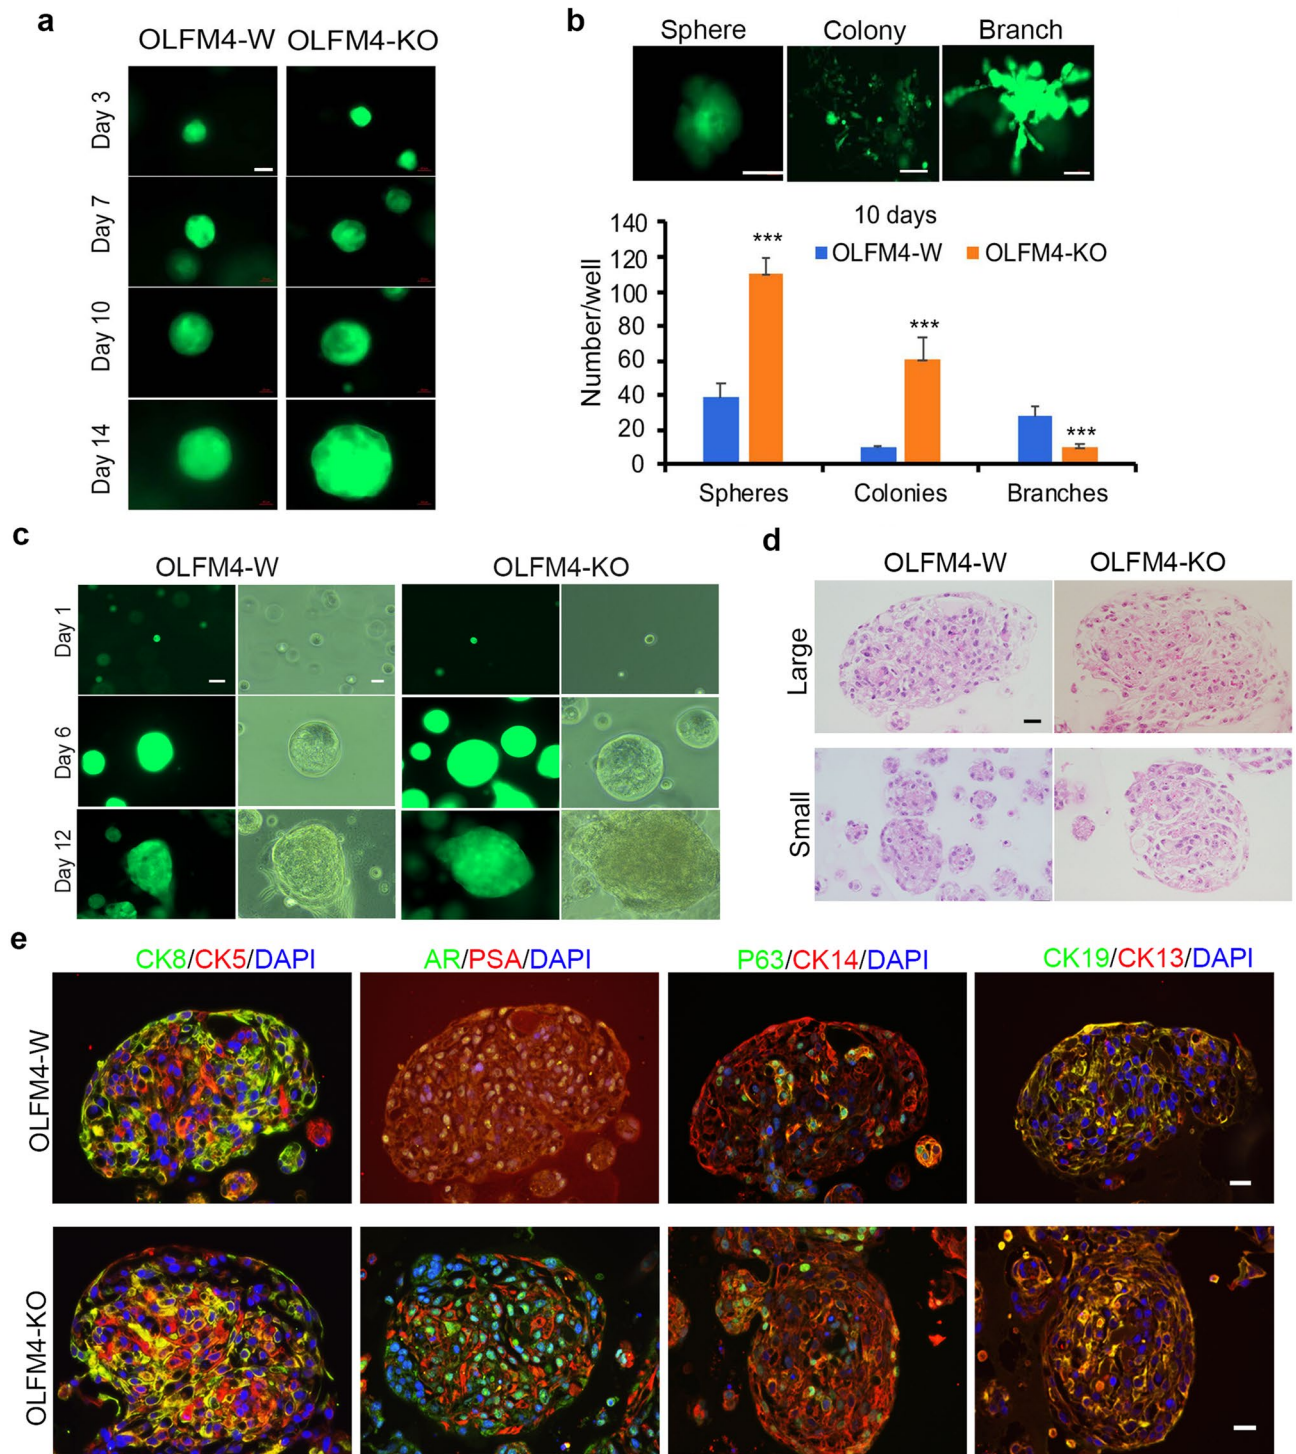 a
OLFM4-W OLFM4-KO
Day 3
Day 7
Day 10
Day 14
b
Sphere Colony Branch
10 days
OLFM4-W OLFM4-KO
Number/well
140
120
100
80
60
40
20
0
***
***
***
Spheres Colonies Branches
c
OLFM4-W OLFM4-KO
Day 1
Day 6
Day 12
d
OLFM4-W OLFM4-KO
Large
Small
e
CK8/CK5/DAPI AR/PSA/DAPI P63/CK14/DAPI CK19/CK13/DAPI
OLFM4-W
OLFM4-KO